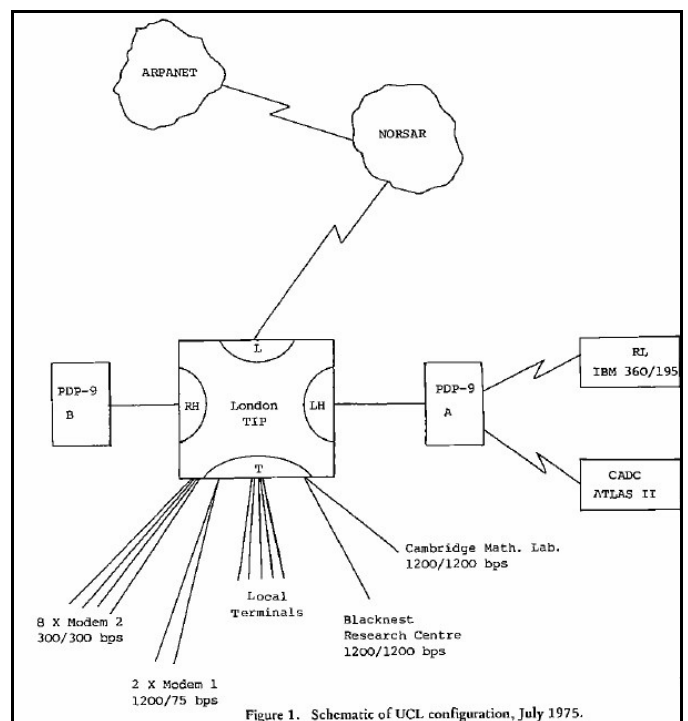 ARPANET
NORSAR
L
RL
IBM 360/195
PDP-9
B
RH
London
TIP
LH
PDP-9
A
T
CADC
ATLAS II
Cambridge Math. Lab.
1200/1200 bps
Local
Terminals
8 X Modem 2
300/300 bps
Blacknest
Research Centre
1200/1200 bps
2 X Modem 1
1200/75 bps
Figure 1. Schematic of UCL configuration, July 1975.